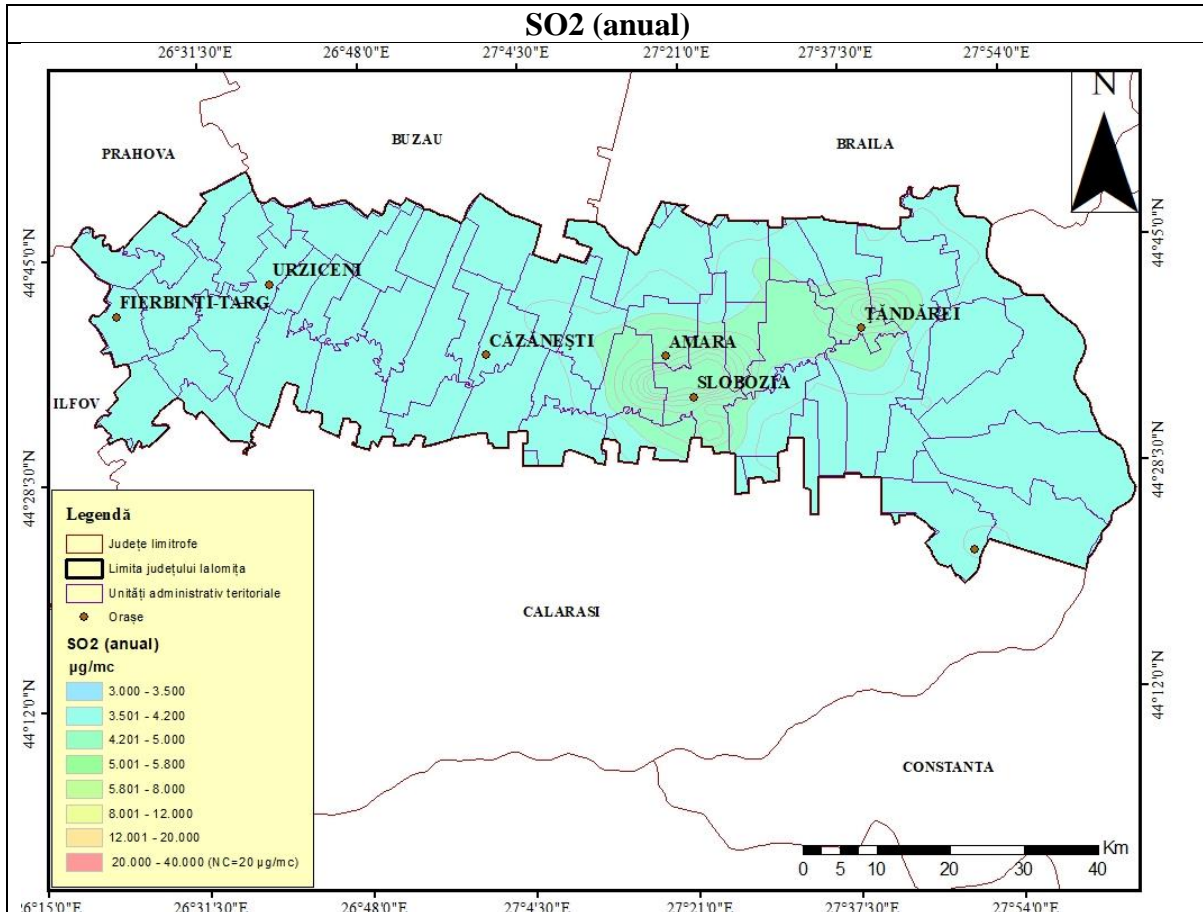 SO2 (anual)
26°31'30"E 26°48'0"E 27°4'30"E 27°21'0"E 27°37'30"E 27°54'0"E
N
PRAHOVA
BUZAU
BRAILA
44°45'0"N
44°45'0"N
URZICENI
FIERBINȚI-TARG
ȚĂNDĂREI
CĂZĂNEȘTI
AMARA
SLOBOZIA
ILFOV
44°28'30"N
44°28'30"N
Legendă
Județe limitrofe
Limita județului Ialomița
Unități administrativ teritoriale
Orașe
SO2 (anual)
µg/mc
3.000 - 3.500
3.501 - 4.200
4.201 - 5.000
5.001 - 5.800
5.801 - 8.000
8.001 - 12.000
12.001 - 20.000
20.000 - 40.000 (NC=20 µg/mc)
CALARASI
44°12'0"N
44°12'0"N
CONSTANTA
Km
0 5 10 20 30 40
26°15'0"E 26°31'30"E 26°48'0"E 27°4'30"E 27°21'0"E 27°37'30"E 27°54'0"E